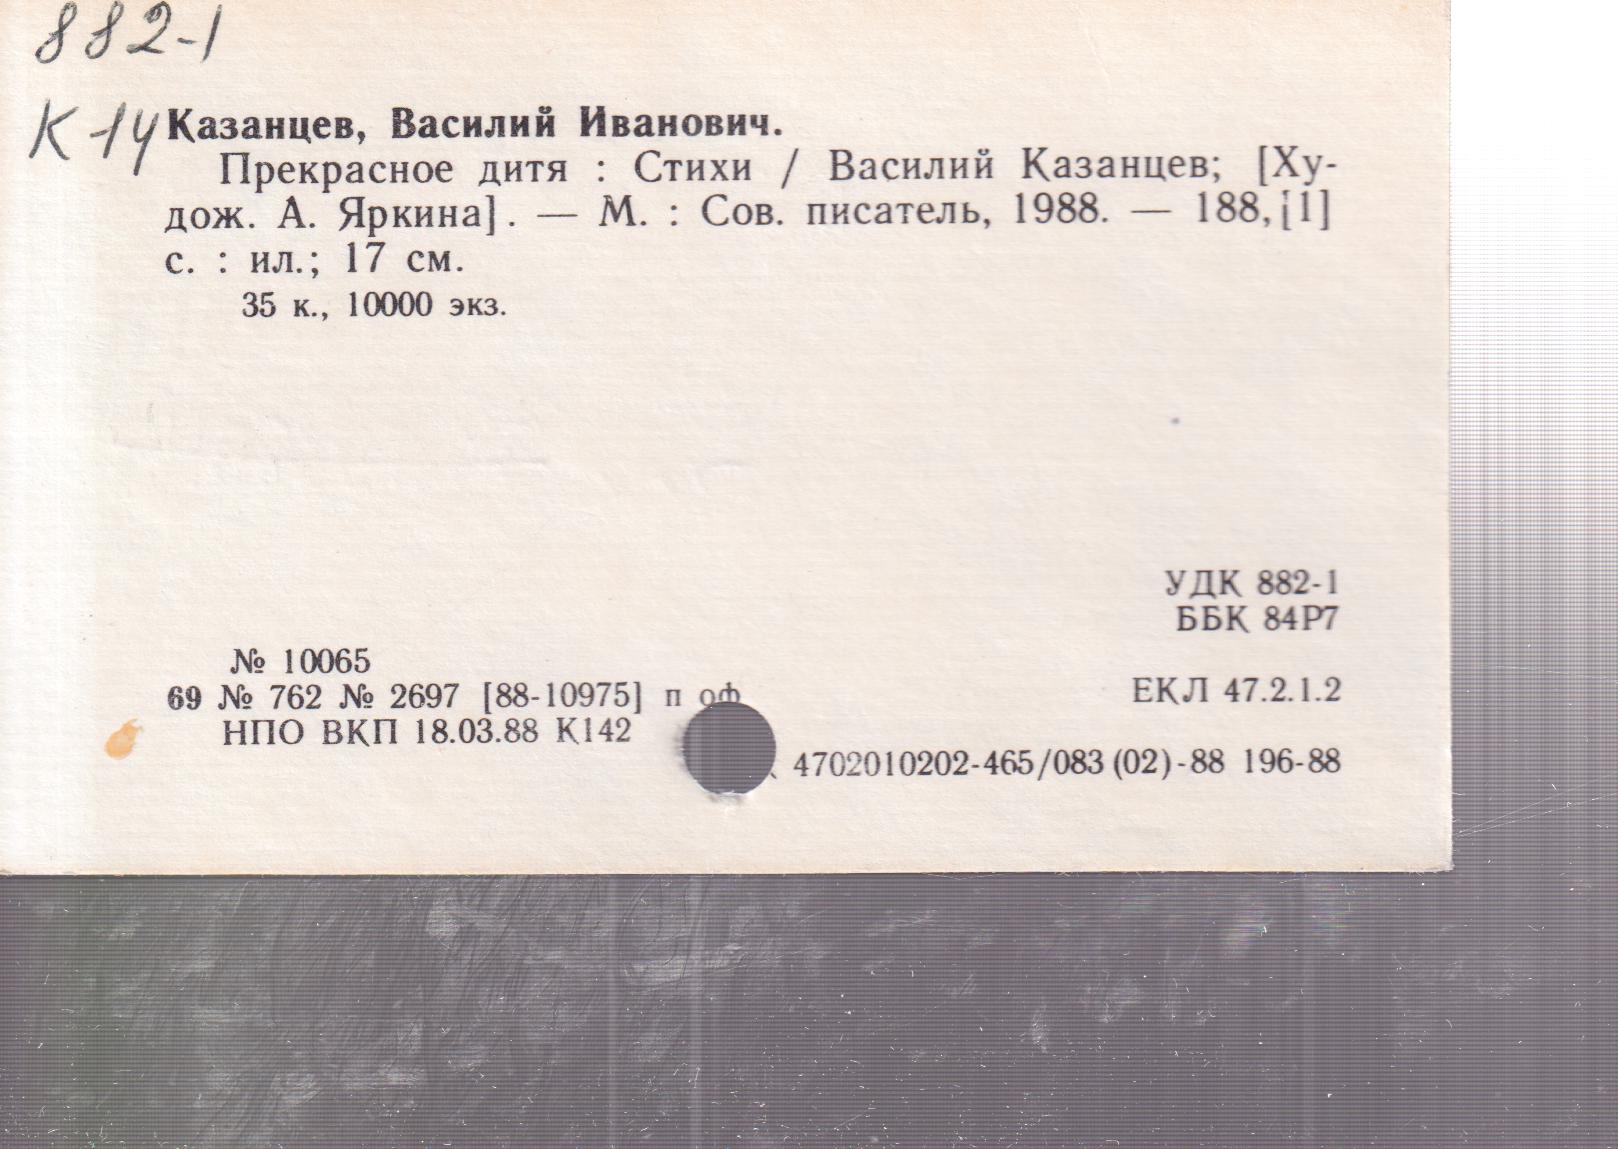 882-1
К-14
Казанцев, Василий Иванович.
Прекрасное дитя : Стихи / Василий Казанцев; [Ху-
дож. А. Яркина]. — М. : Сов. писатель, 1988. — 188,[1]
с. : ил.; 17 см.
35 к., 10000 экз.
УДК 882-1
ББК 84Р7
№ 10065
69 № 762 № 2697 [88-10975] п оф
ЕКЛ 47.2.1.2
НПО ВКП 18.03.88 К142
4702010202-465/083(02)-88 196-88